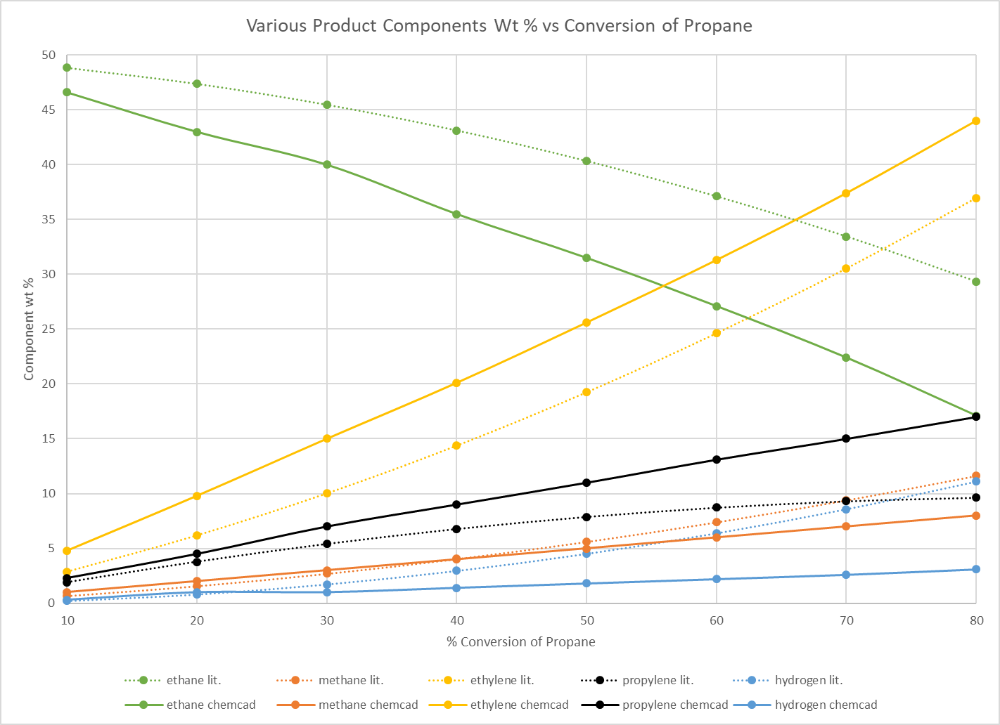 Various Product Components Wt % vs Conversion of Propane
50
45
40
35
30
25
20
15
10
5
0
Component wt %
10 20 30 40 50 60 70 80
% Conversion of Propane
ethane lit. methane lit. ethylene lit. propylene lit. hydrogen lit.
ethane chemcad methane chemcad ethylene chemcad propylene chemcad hydrogen chemcad